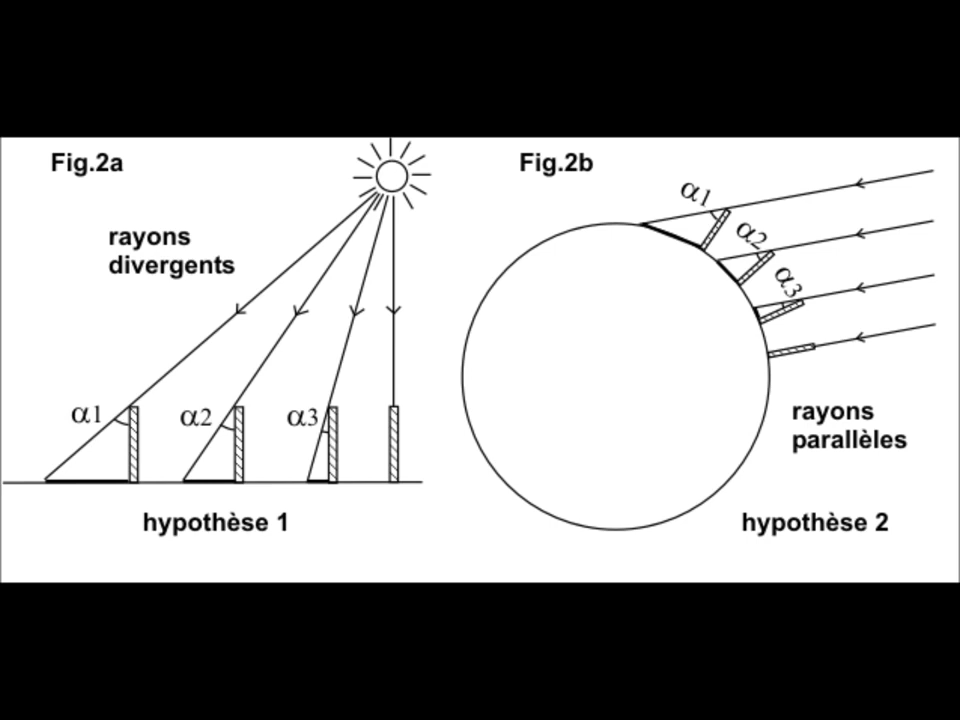 Fig.2a
rayons
divergents
α1
α2
α3
hypothèse 1
Fig.2b
α1
α2
α3
rayons
parallèles
hypothèse 2